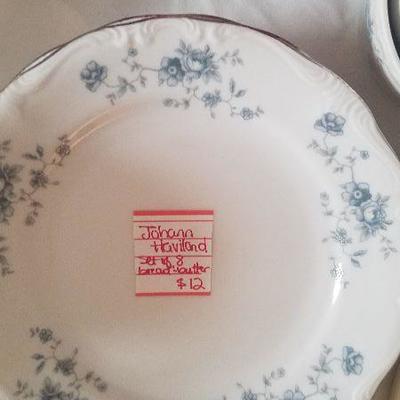 Johann
Haviland
set of 8
bread-butter
$12